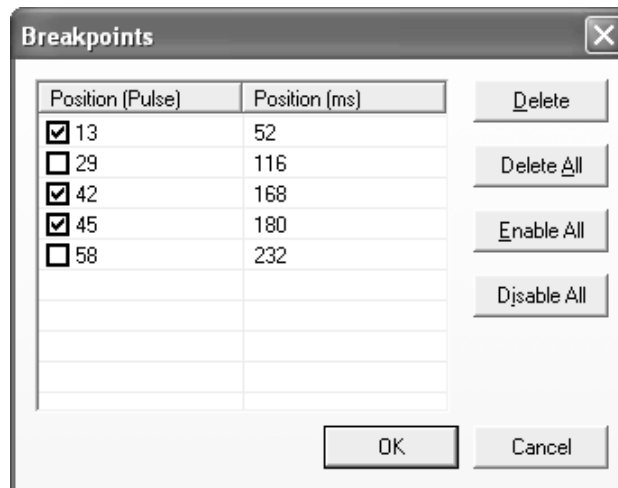 Breakpoints
Position (Pulse) Position (ms)
13 52
29 116
42 168
45 180
58 232
Delete
Delete All
Enable All
Disable All
OK Cancel